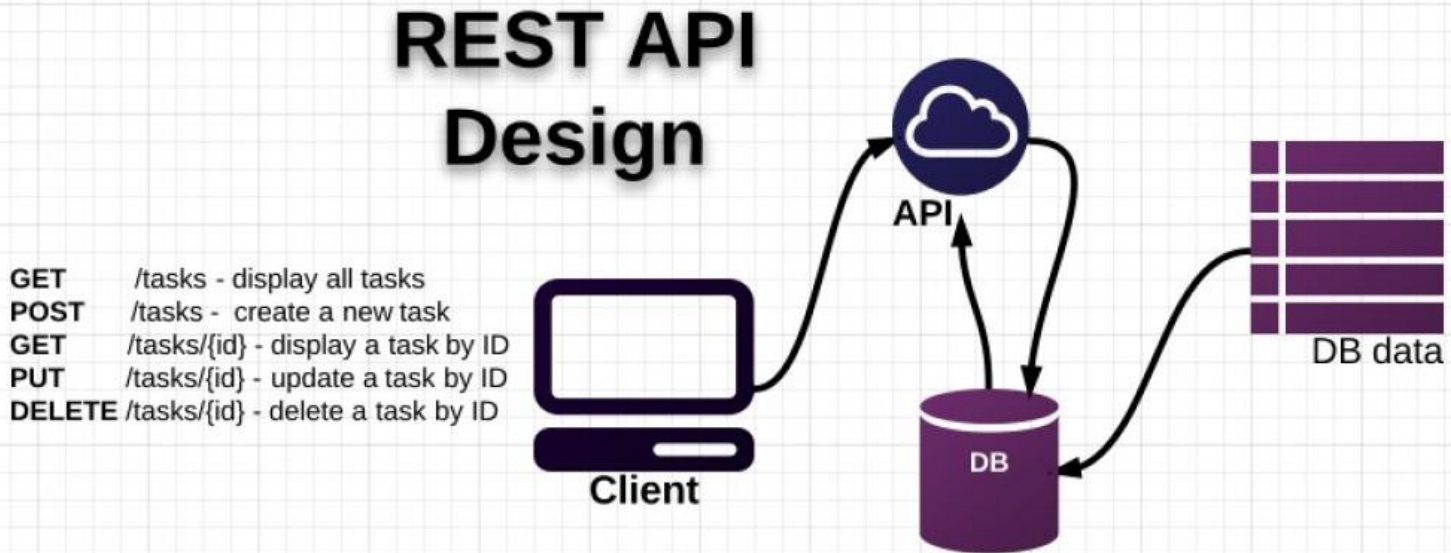 REST API
Design
API
GET /tasks - display all tasks
POST /tasks - create a new task
GET /tasks/{id} - display a task by ID
PUT /tasks/{id} - update a task by ID
DELETE /tasks/{id} - delete a task by ID
Client
DB
DB data